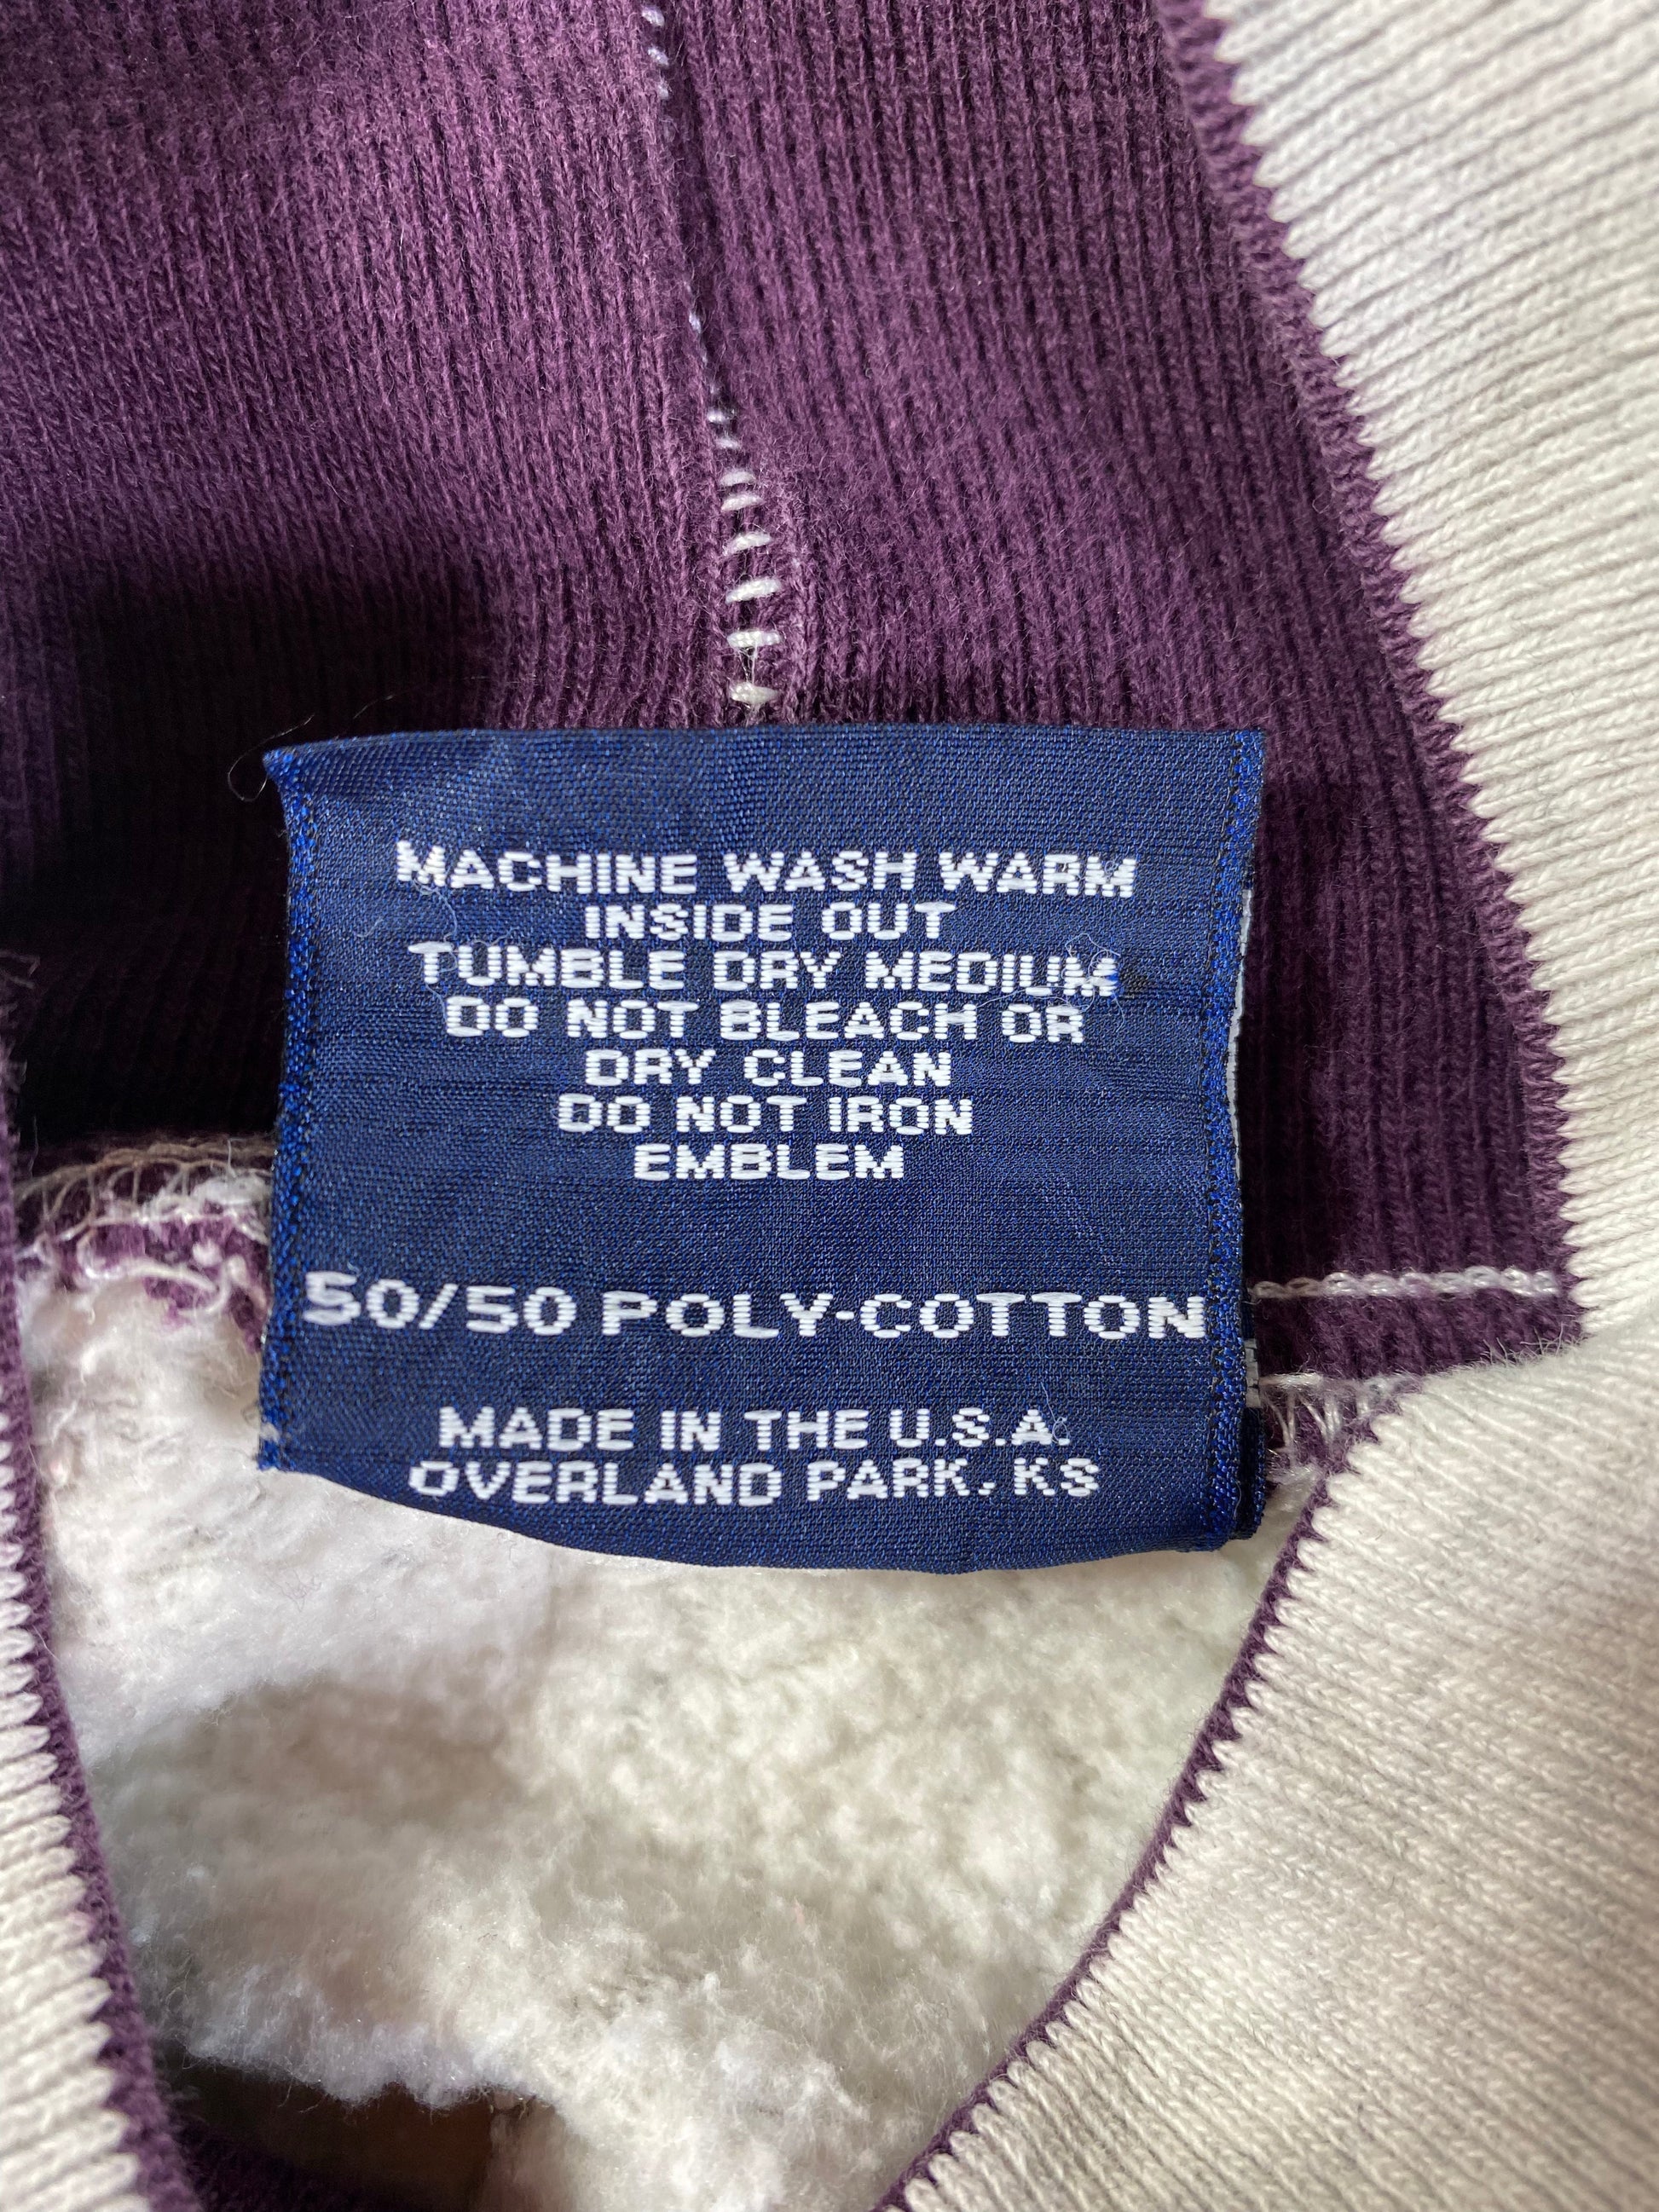 MACHINE WASH WARM
INSIDE OUT
TUMBLE DRY MEDIUM
DO NOT BLEACH OR
DRY CLEAN
DO NOT IRON
EMBLEM
50/50 POLY-COTTON
MADE IN THE U.S.A.
OVERLAND PARK, KS